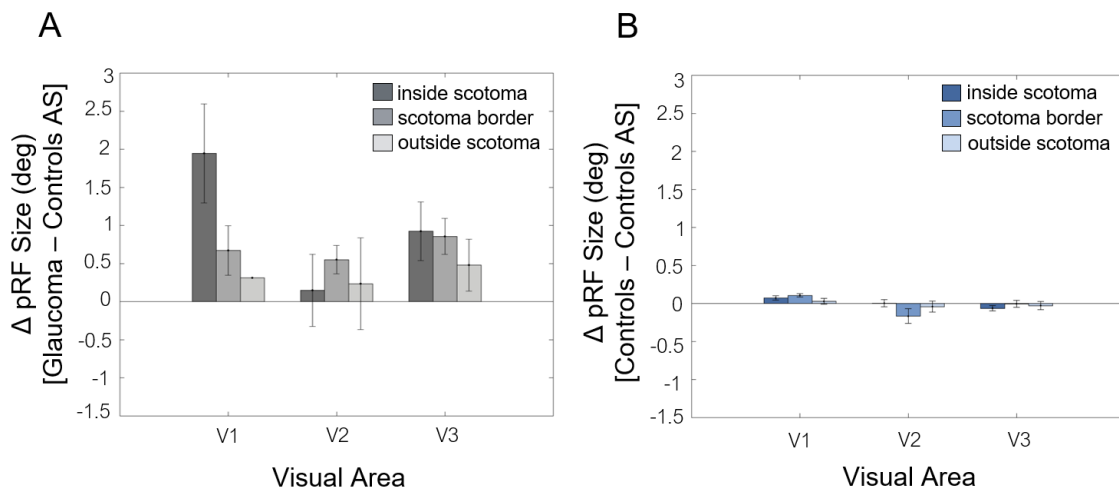 A
Δ pRF Size (deg)
[Glaucoma – Controls AS]
3
2.5
2
1.5
1
0.5
0
-0.5
-1
-1.5
inside scotoma
scotoma border
outside scotoma
V1
V2
V3
Visual Area
B
Δ pRF Size (deg)
[Controls – Controls AS]
3
2.5
2
1.5
1
0.5
0
-0.5
-1
-1.5
inside scotoma
scotoma border
outside scotoma
V1
V2
V3
Visual Area